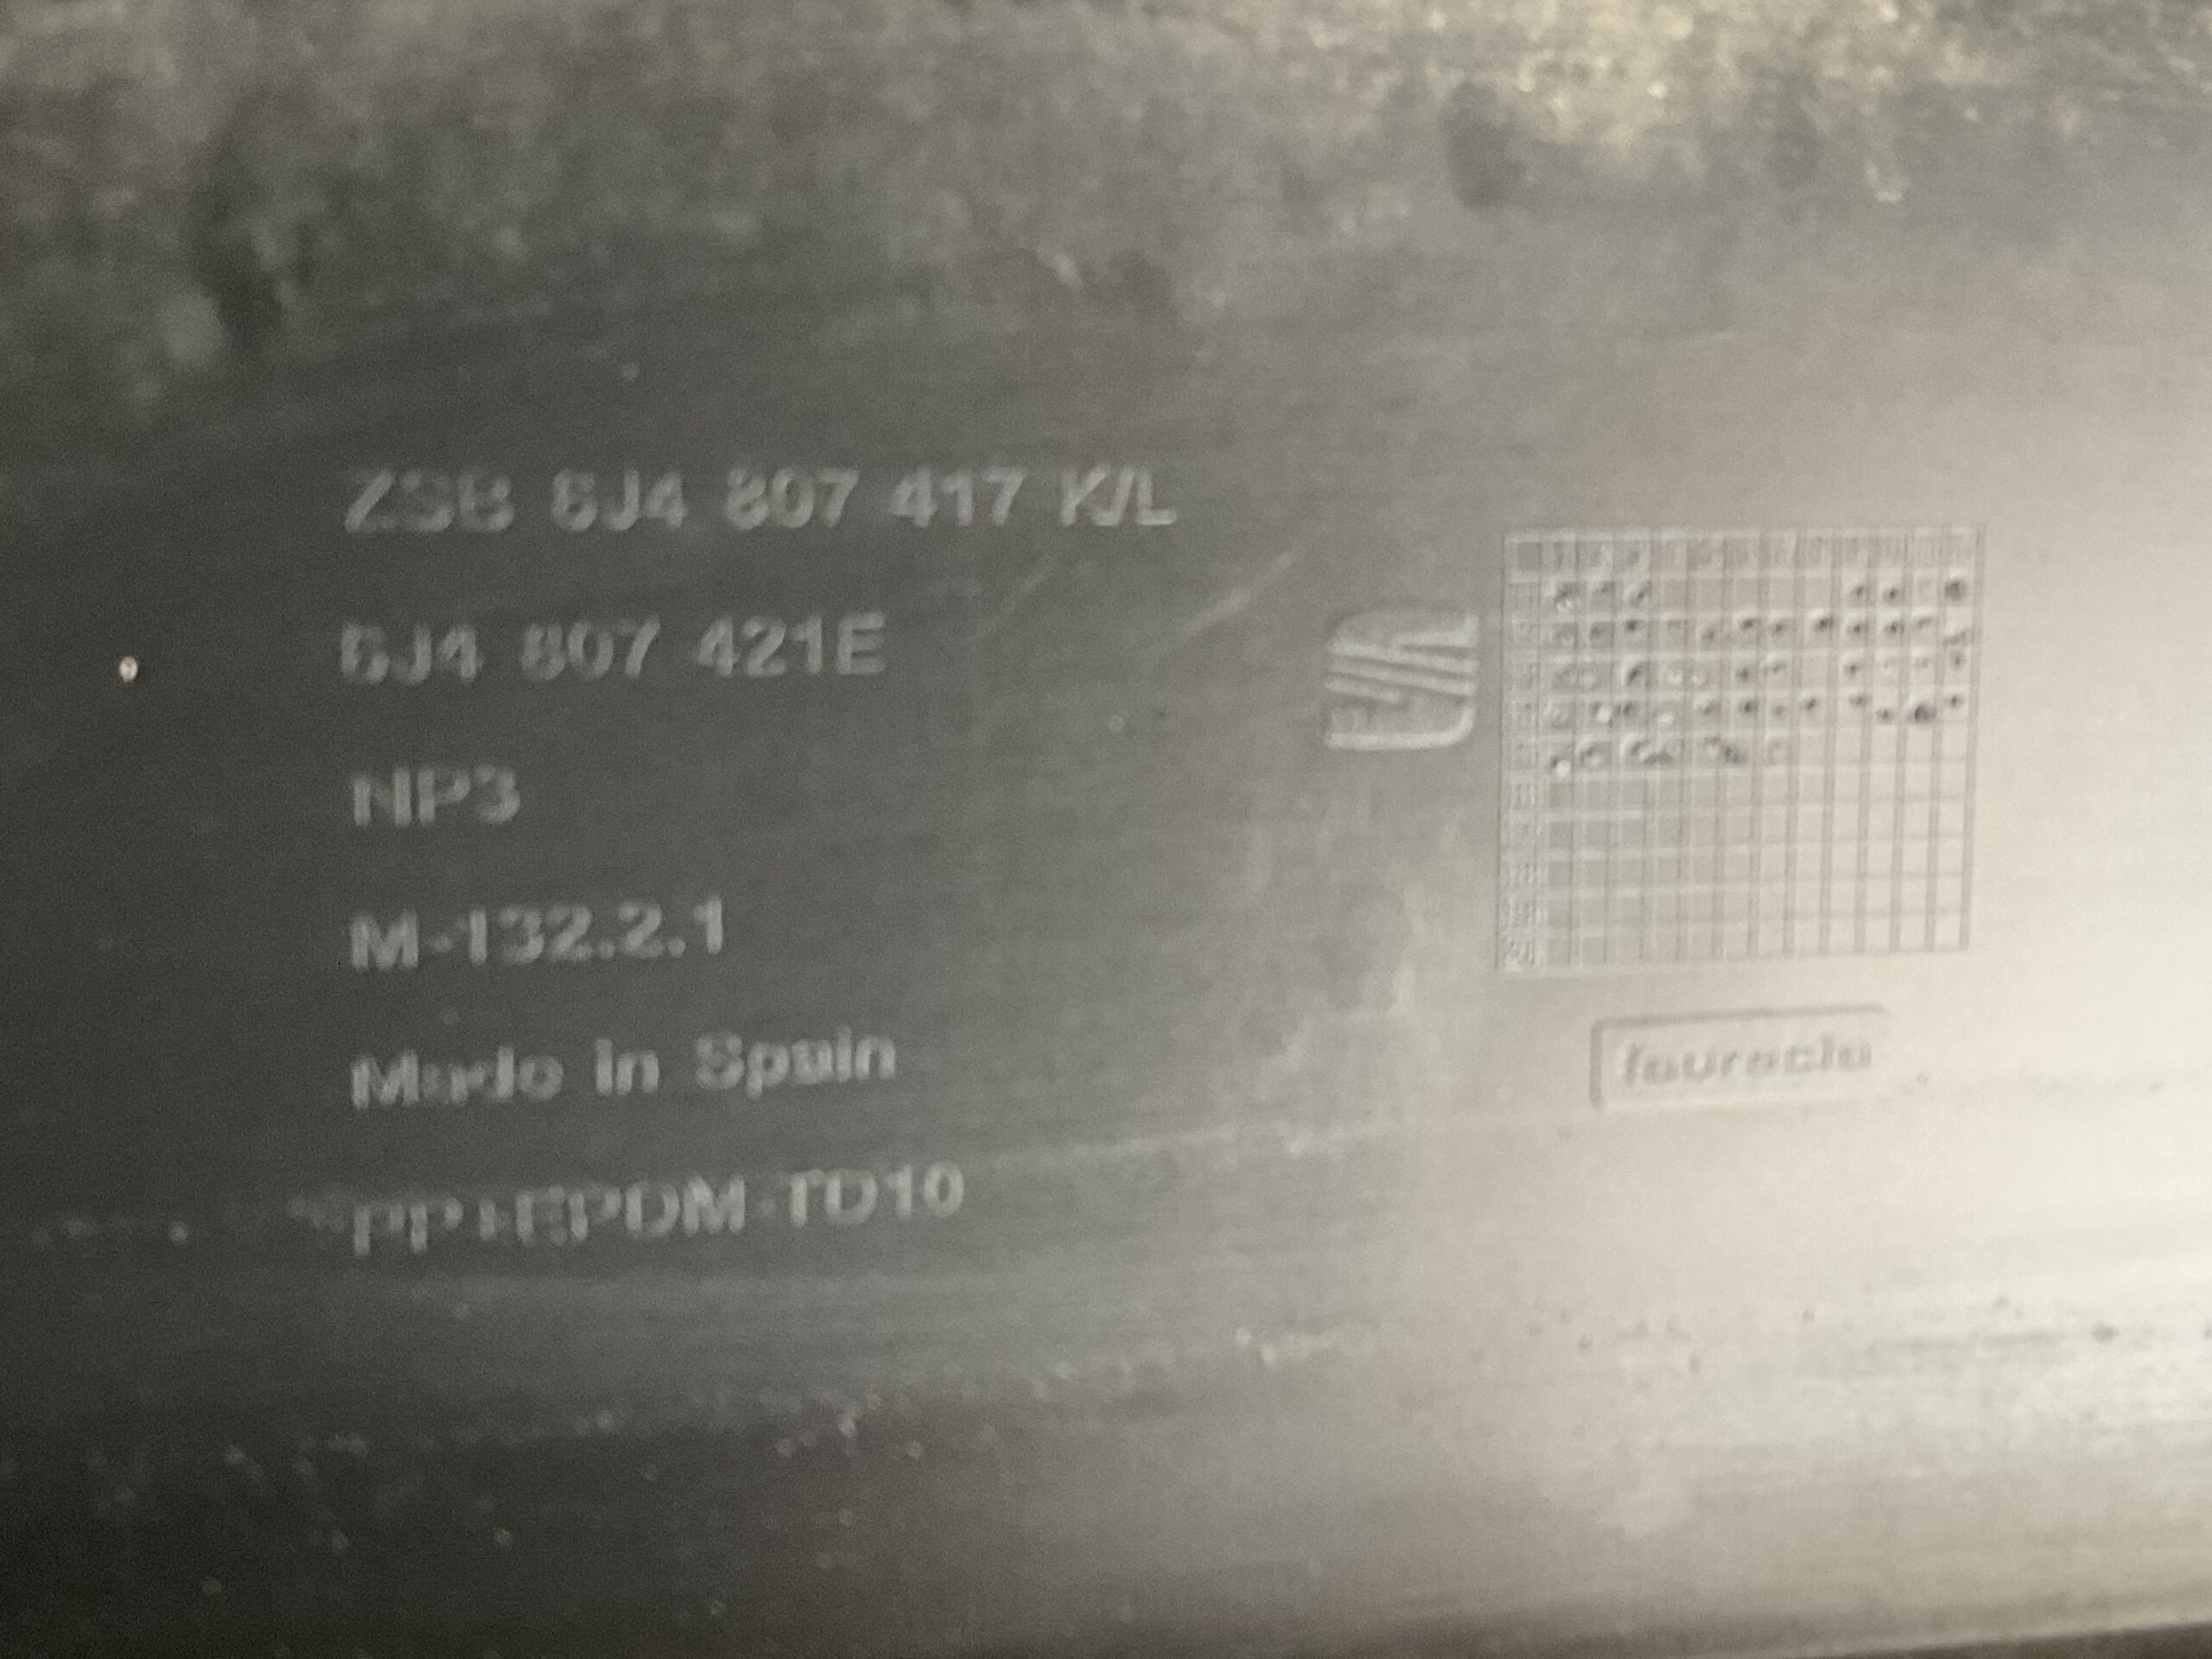 ZSB 6J4 807 417 K/L
6J4 807 421E
NP3
M-132.2.1
Made in Spain
PP+EPDM-TD10
faurecia